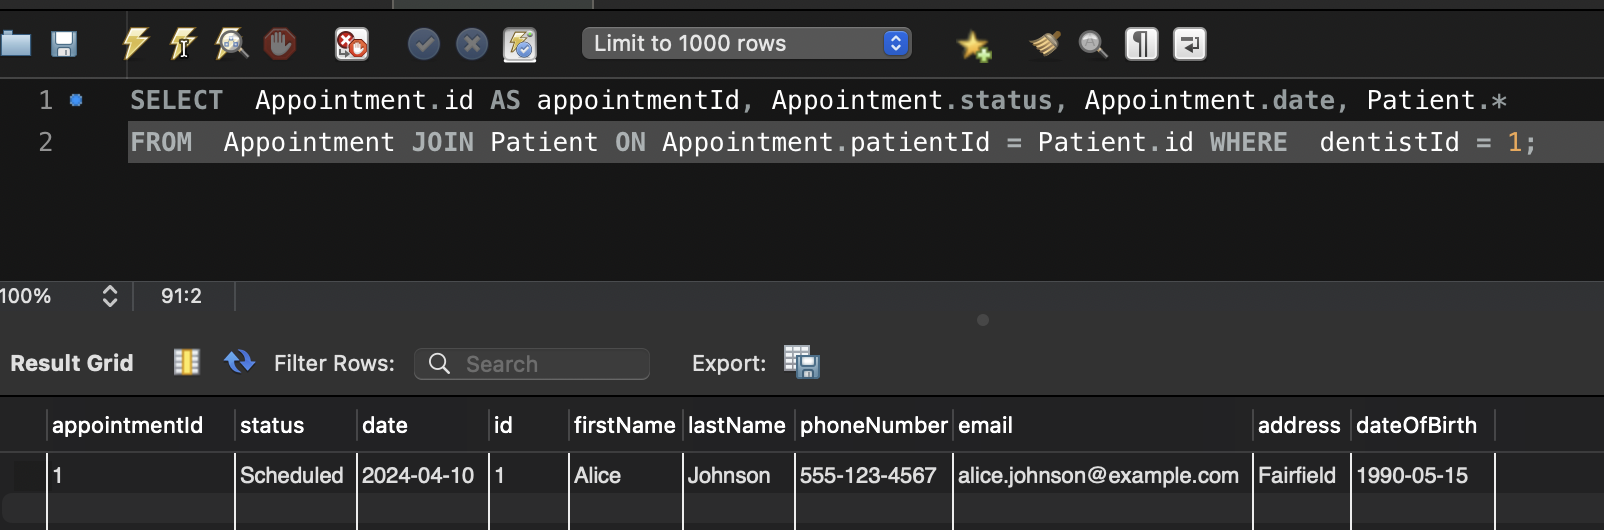 Limit to 1000 rows
1 SELECT  Appointment.id AS appointmentId, Appointment.status, Appointment.date, Patient.*
2 FROM  Appointment JOIN Patient ON Appointment.patientId = Patient.id WHERE  dentistId = 1;
100% 91:2
Result Grid Filter Rows: Search Export:
appointmentId status date id firstName lastName phoneNumber email address dateOfBirth
1 Scheduled 2024-04-10 1 Alice Johnson 555-123-4567 alice.johnson@example.com Fairfield 1990-05-15